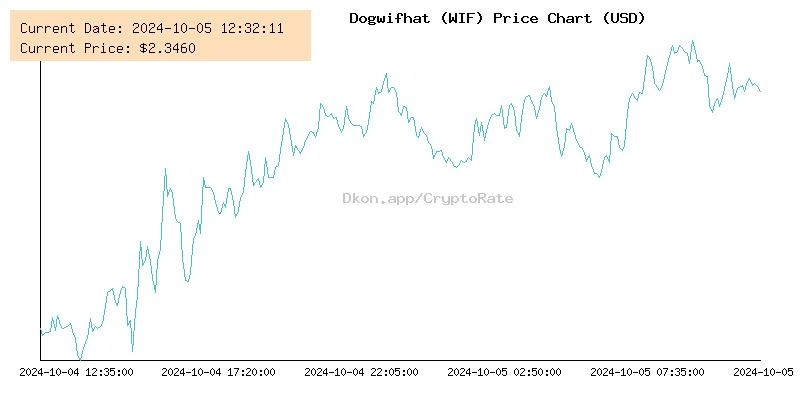 Dogwifhat (WIF) Price Chart (USD)
Current Date: 2024-10-05 12:32:11
Current Price: $2.3460
Dkon.app/CryptoRate
2024-10-04 12:35:00 2024-10-04 17:20:00 2024-10-04 22:05:00 2024-10-05 02:50:00 2024-10-05 07:35:00 2024-10-05